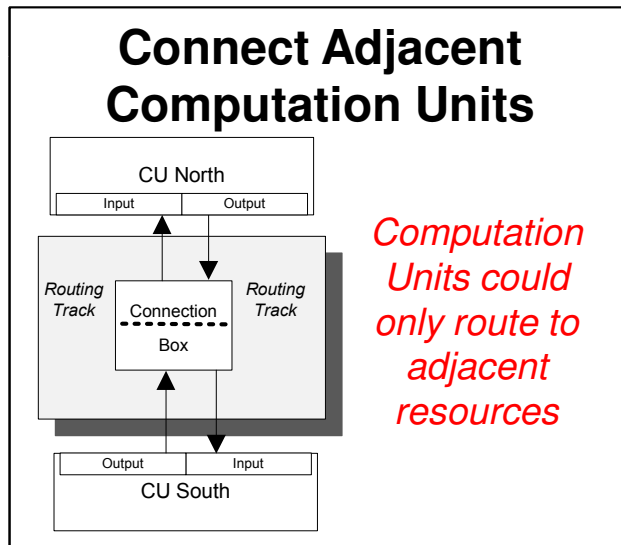 Connect Adjacent
Computation Units
CU North
Input Output
Routing
Track
Connection
Box
Routing
Track
Output Input
CU South
Computation
Units could
only route to
adjacent
resources